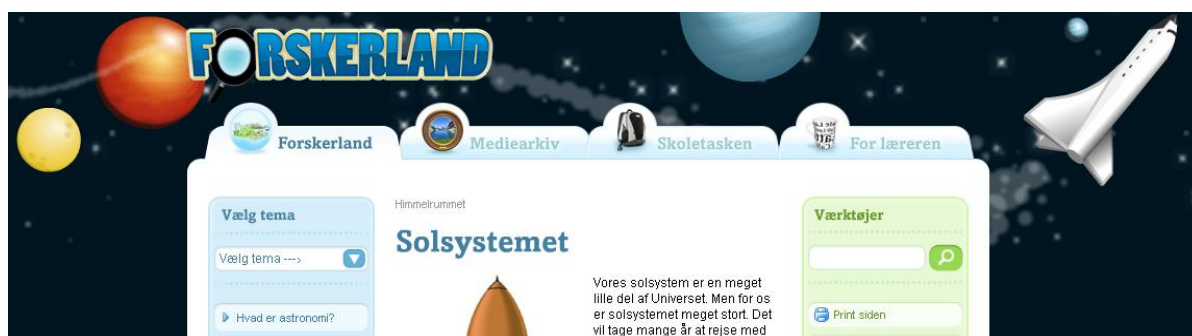 FORSKERLAND
Forskerland
Mediearkiv
Skoletasken
For læreren
Vælg tema
Vælg tema --->
Hvad er astronomi?
Himmelrummet
Solsystemet
Vores solsystem er en meget
lille del af Universet. Men for os
er solsystemet meget stort. Det
vil tage mange år at rejse med
Værktøjer
Print siden